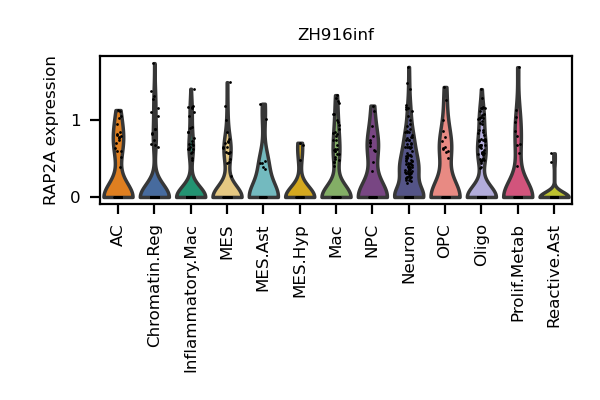 ZH916inf
RAP2A expression
1
0
AC
Chromatin.Reg
Inflammatory.Mac
MES
MES.Ast
MES.Hyp
Mac
NPC
Neuron
OPC
Oligo
Prolif.Metab
Reactive.Ast